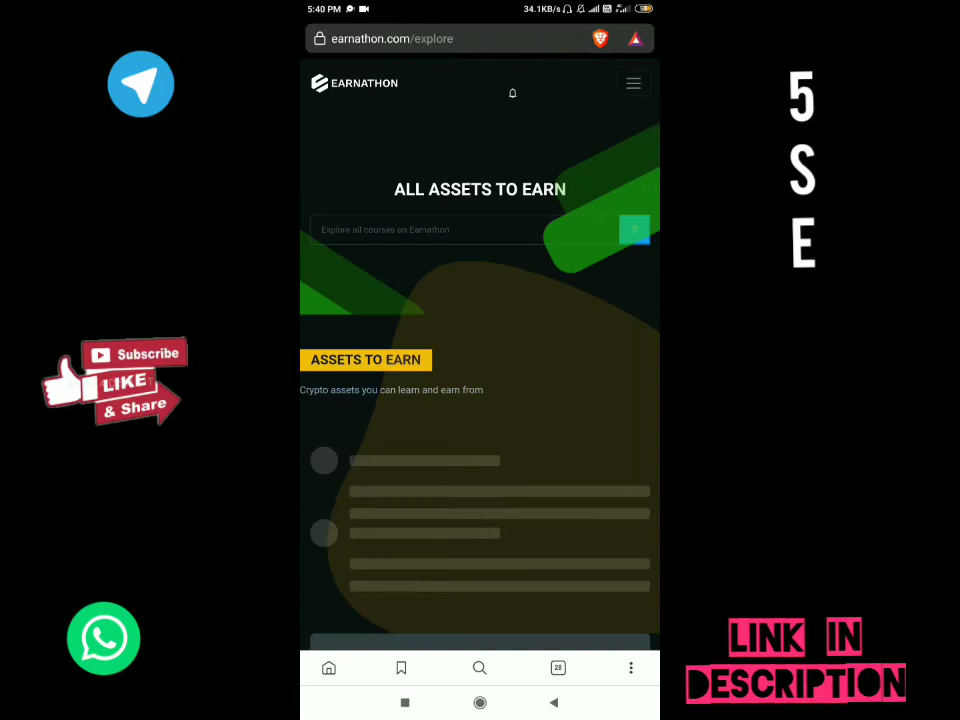 5:40 PM
34.1KB/s
earnathon.com/explore
EARNATHON
ALL ASSETS TO EARN
Explore all courses on Earnathon
ASSETS TO EARN
Crypto assets you can learn and earn from
28
Subscribe
LIKE
& Share
5
S
E
LINK IN
DESCRIPTION